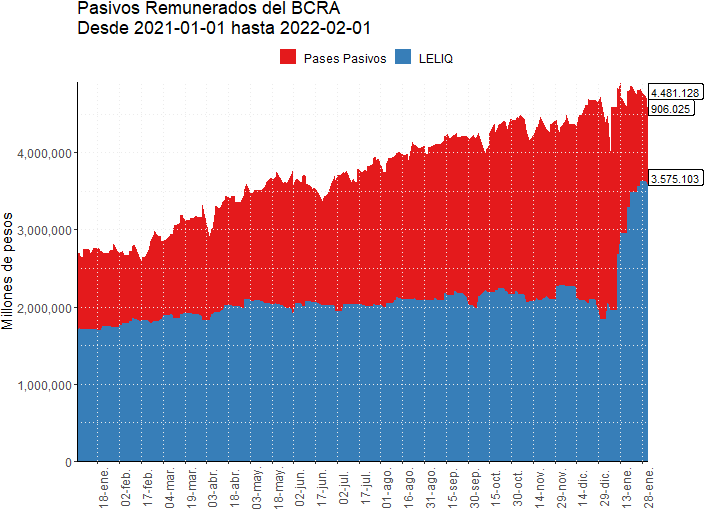 Pasivos Remunerados del BCRA
Desde 2021-01-01 hasta 2022-02-01
Pases Pasivos LELIQ
Millones de pesos
4,000,000
3,000,000
2,000,000
1,000,000
0
4.481.128
906.025
3.575.103
18-ene.
02-feb.
17-feb.
04-mar.
19-mar.
03-abr.
18-abr.
03-may.
18-may.
02-jun.
17-jun.
02-jul.
17-jul.
01-ago.
16-ago.
31-ago.
15-sep.
30-sep.
15-oct.
30-oct.
14-nov.
29-nov.
14-dic.
29-dic.
13-ene.
28-ene.